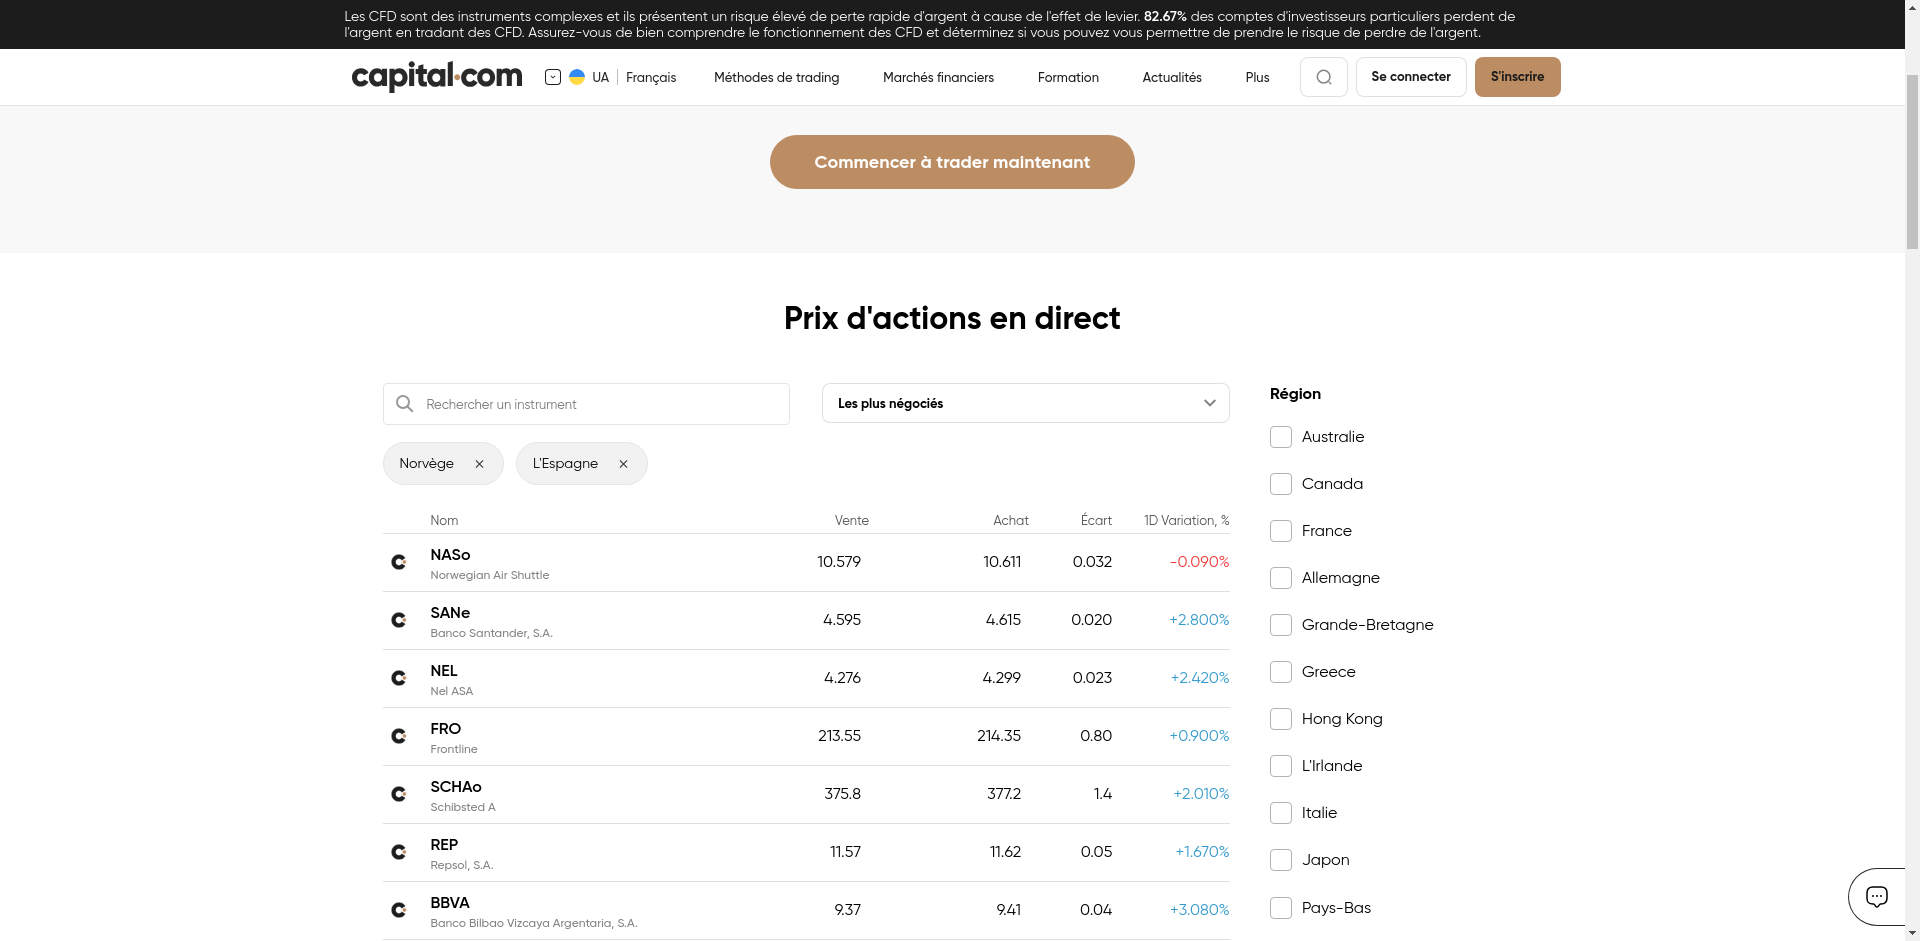 Les CFD sont des instruments complexes et ils présentent un risque élevé de perte rapide d'argent à cause de l'effet de levier. 82.67% des comptes d'investisseurs particuliers perdent de
l'argent en tradant des CFD. Assurez-vous de bien comprendre le fonctionnement des CFD et déterminez si vous pouvez vous permettre de prendre le risque de perdre de l'argent.
capital.com UA Français Méthodes de trading Marchés financiers Formation Actualités Plus Se connecter S'inscrire
Commencer à trader maintenant
Prix d'actions en direct
Rechercher un instrument
Les plus négociés
Norvège
L'Espagne
Nom Vente Achat Écart 1D Variation, %
NASo 10.579 10.611 0.032 -0.090%
Norwegian Air Shuttle
SANe 4.595 4.615 0.020 +2.800%
Banco Santander, S.A.
NEL 4.276 4.299 0.023 +2.420%
Nel ASA
FRO 213.55 214.35 0.80 +0.900%
Frontline
SCHAo 375.8 377.2 1.4 +2.010%
Schibsted A
REP 11.57 11.62 0.05 +1.670%
Repsol, S.A.
BBVA 9.37 9.41 0.04 +3.080%
Banco Bilbao Vizcaya Argentaria, S.A.
Région
Australie
Canada
France
Allemagne
Grande-Bretagne
Greece
Hong Kong
L'Irlande
Italie
Japon
Pays-Bas